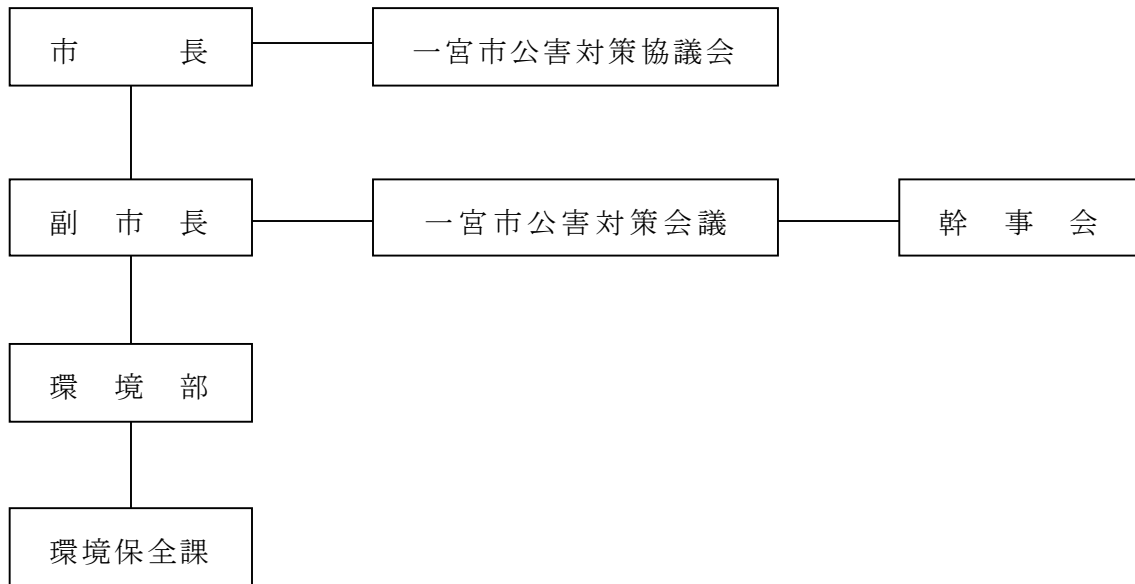 市長
一宮市公害対策協議会
副市長
一宮市公害対策会議
幹事会
環境部
環境保全課